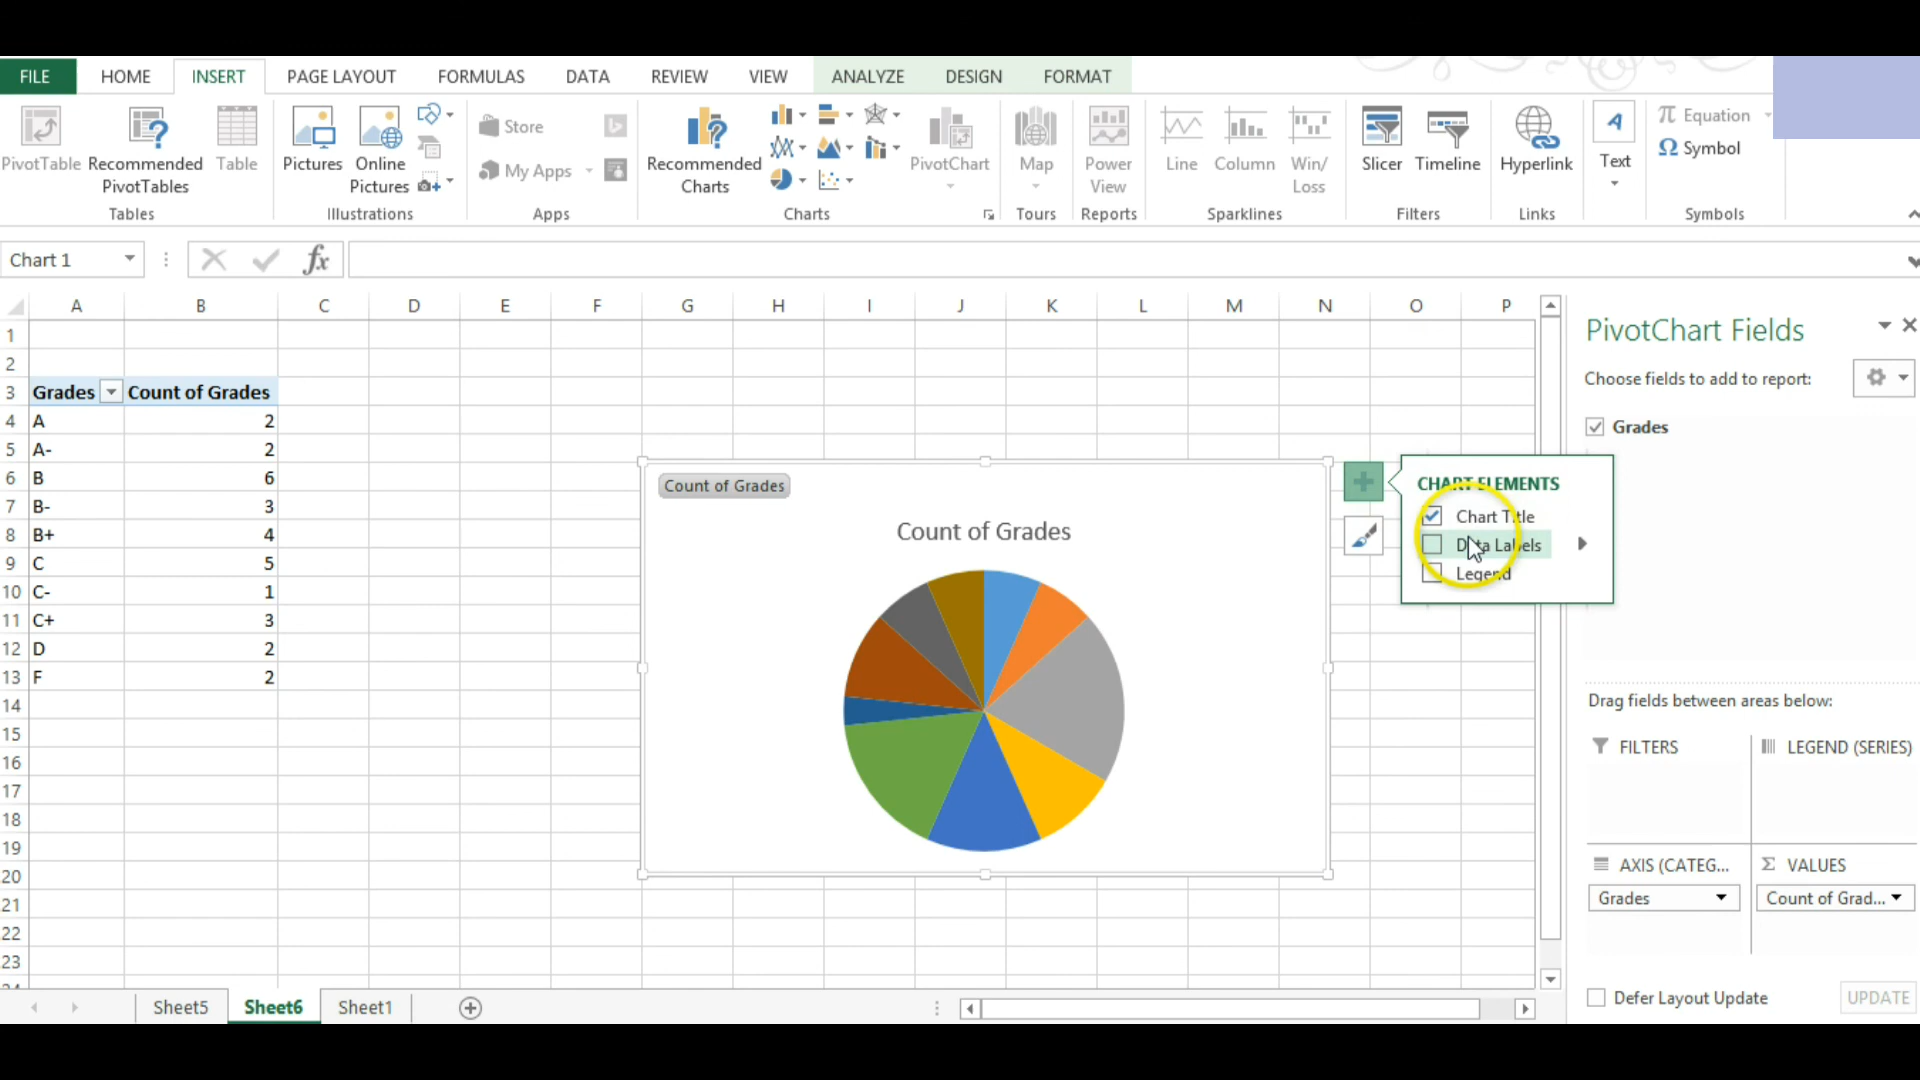 FILE HOME INSERT PAGE LAYOUT FORMULAS DATA REVIEW VIEW ANALYZE DESIGN FORMAT
PivotTable Recommended PivotTables Table
Tables
Pictures Online Pictures
Illustrations
Store
My Apps
Apps
Recommended Charts
PivotChart
Charts
Map
Tours
Power View
Reports
Line Column Win/ Loss
Sparklines
Slicer Timeline
Filters
Hyperlink
Links
A
Text
π Equation
Ω Symbol
Symbols
Chart 1
fx
A B C D E F G H I J K L M N O P
1
2
3 Grades Count of Grades
4 A 2
5 A- 2
6 B 6
7 B- 3
8 B+ 4
9 C 5
10 C- 1
11 C+ 3
12 D 2
13 F 2
14
15
16
17
18
19
20
21
22
23
Count of Grades
Count of Grades
CHART ELEMENTS
Chart Title
Data Labels
Legend
PivotChart Fields
Choose fields to add to report:
Grades
Drag fields between areas below:
FILTERS
LEGEND (SERIES)
AXIS (CATEG...
Σ VALUES
Grades
Count of Grad...
Defer Layout Update
UPDATE
Sheet5 Sheet6 Sheet1